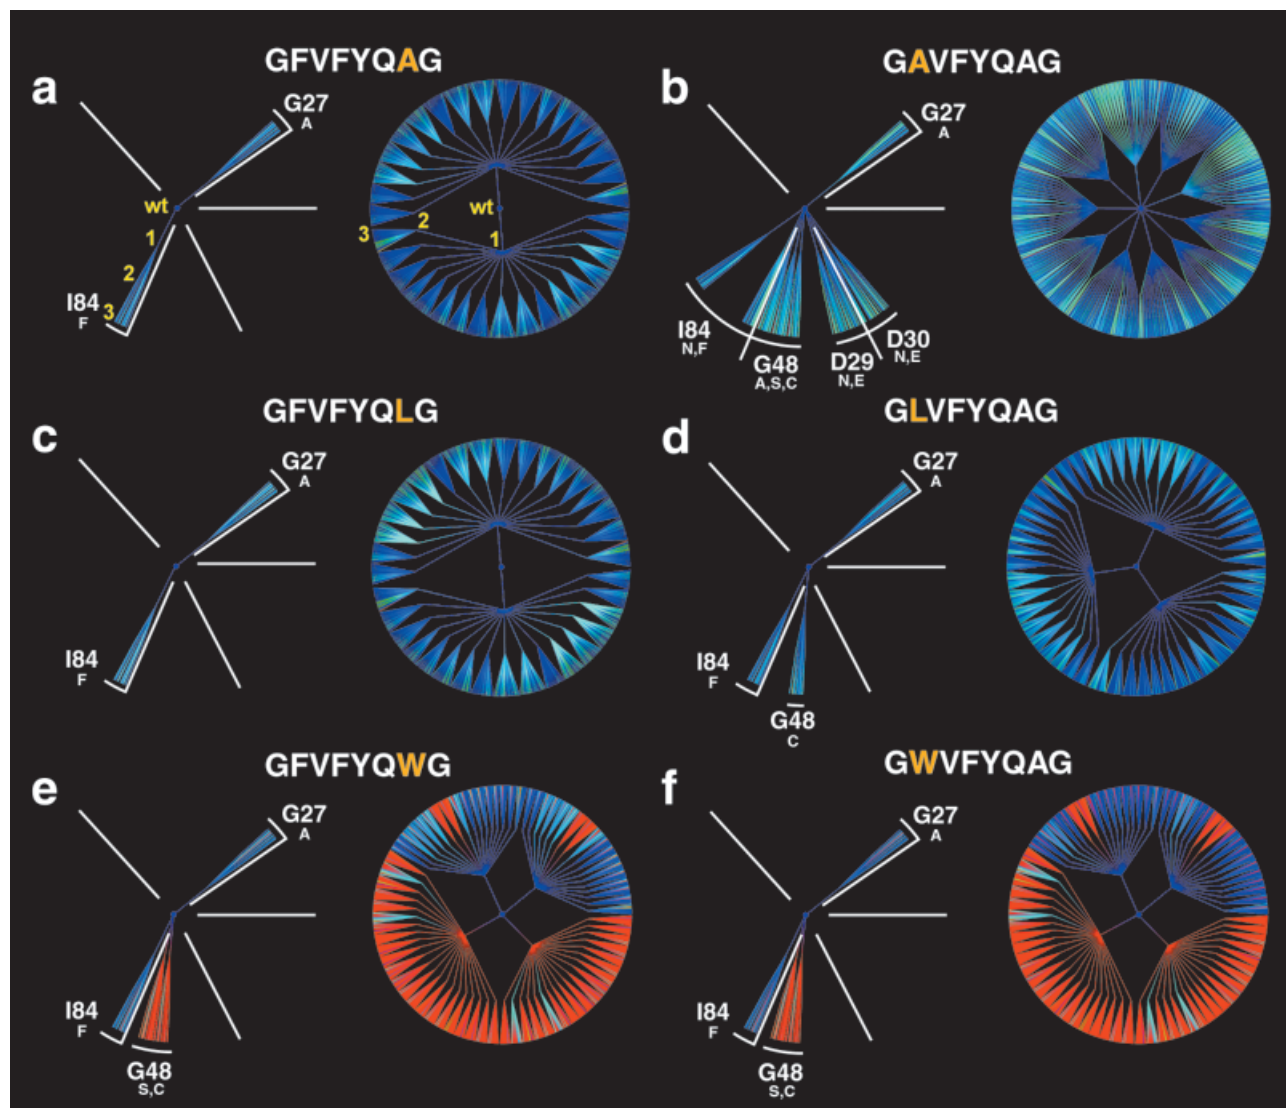 GFVFYQAG
a
G27
A
wt
1
2
3
I84
F
wt
1
2
3
GAVFYQAG
b
G27
A
I84
N,F
G48
A,S,C
D29
N,E
D30
N,E
GFVFYQLG
c
G27
A
I84
F
GLVFYQAG
d
G27
A
I84
F
G48
C
GFVFYQWG
e
G27
A
I84
F
G48
S,C
GWVFYQAG
f
G27
A
I84
F
G48
S,C